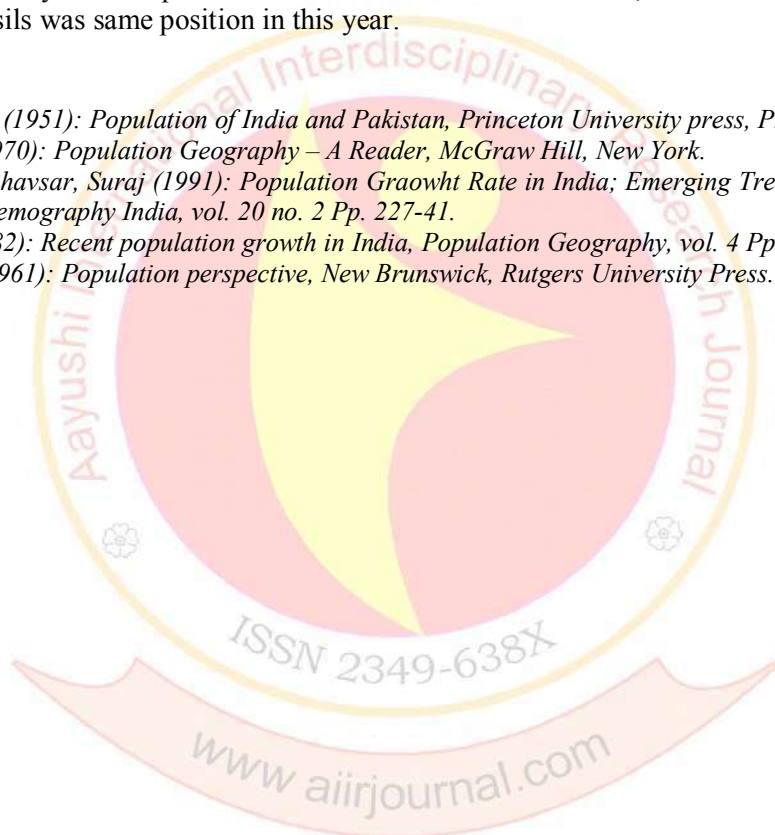 sils was same position in this year.
(1951): Population of India and Pakistan, Princeton University press, P
970): Population Geography – A Reader, McGraw Hill, New York.
havsar, Suraj (1991): Population Graowht Rate in India; Emerging Tre
emography India, vol. 20 no. 2 Pp. 227-41.
82): Recent population growth in India, Population Geography, vol. 4 Pp
961): Population perspective, New Brunswick, Rutgers University Press.
Aayushi International Interdisciplinary Research Journal
ISSN 2349-638X
www.aiirjournal.com